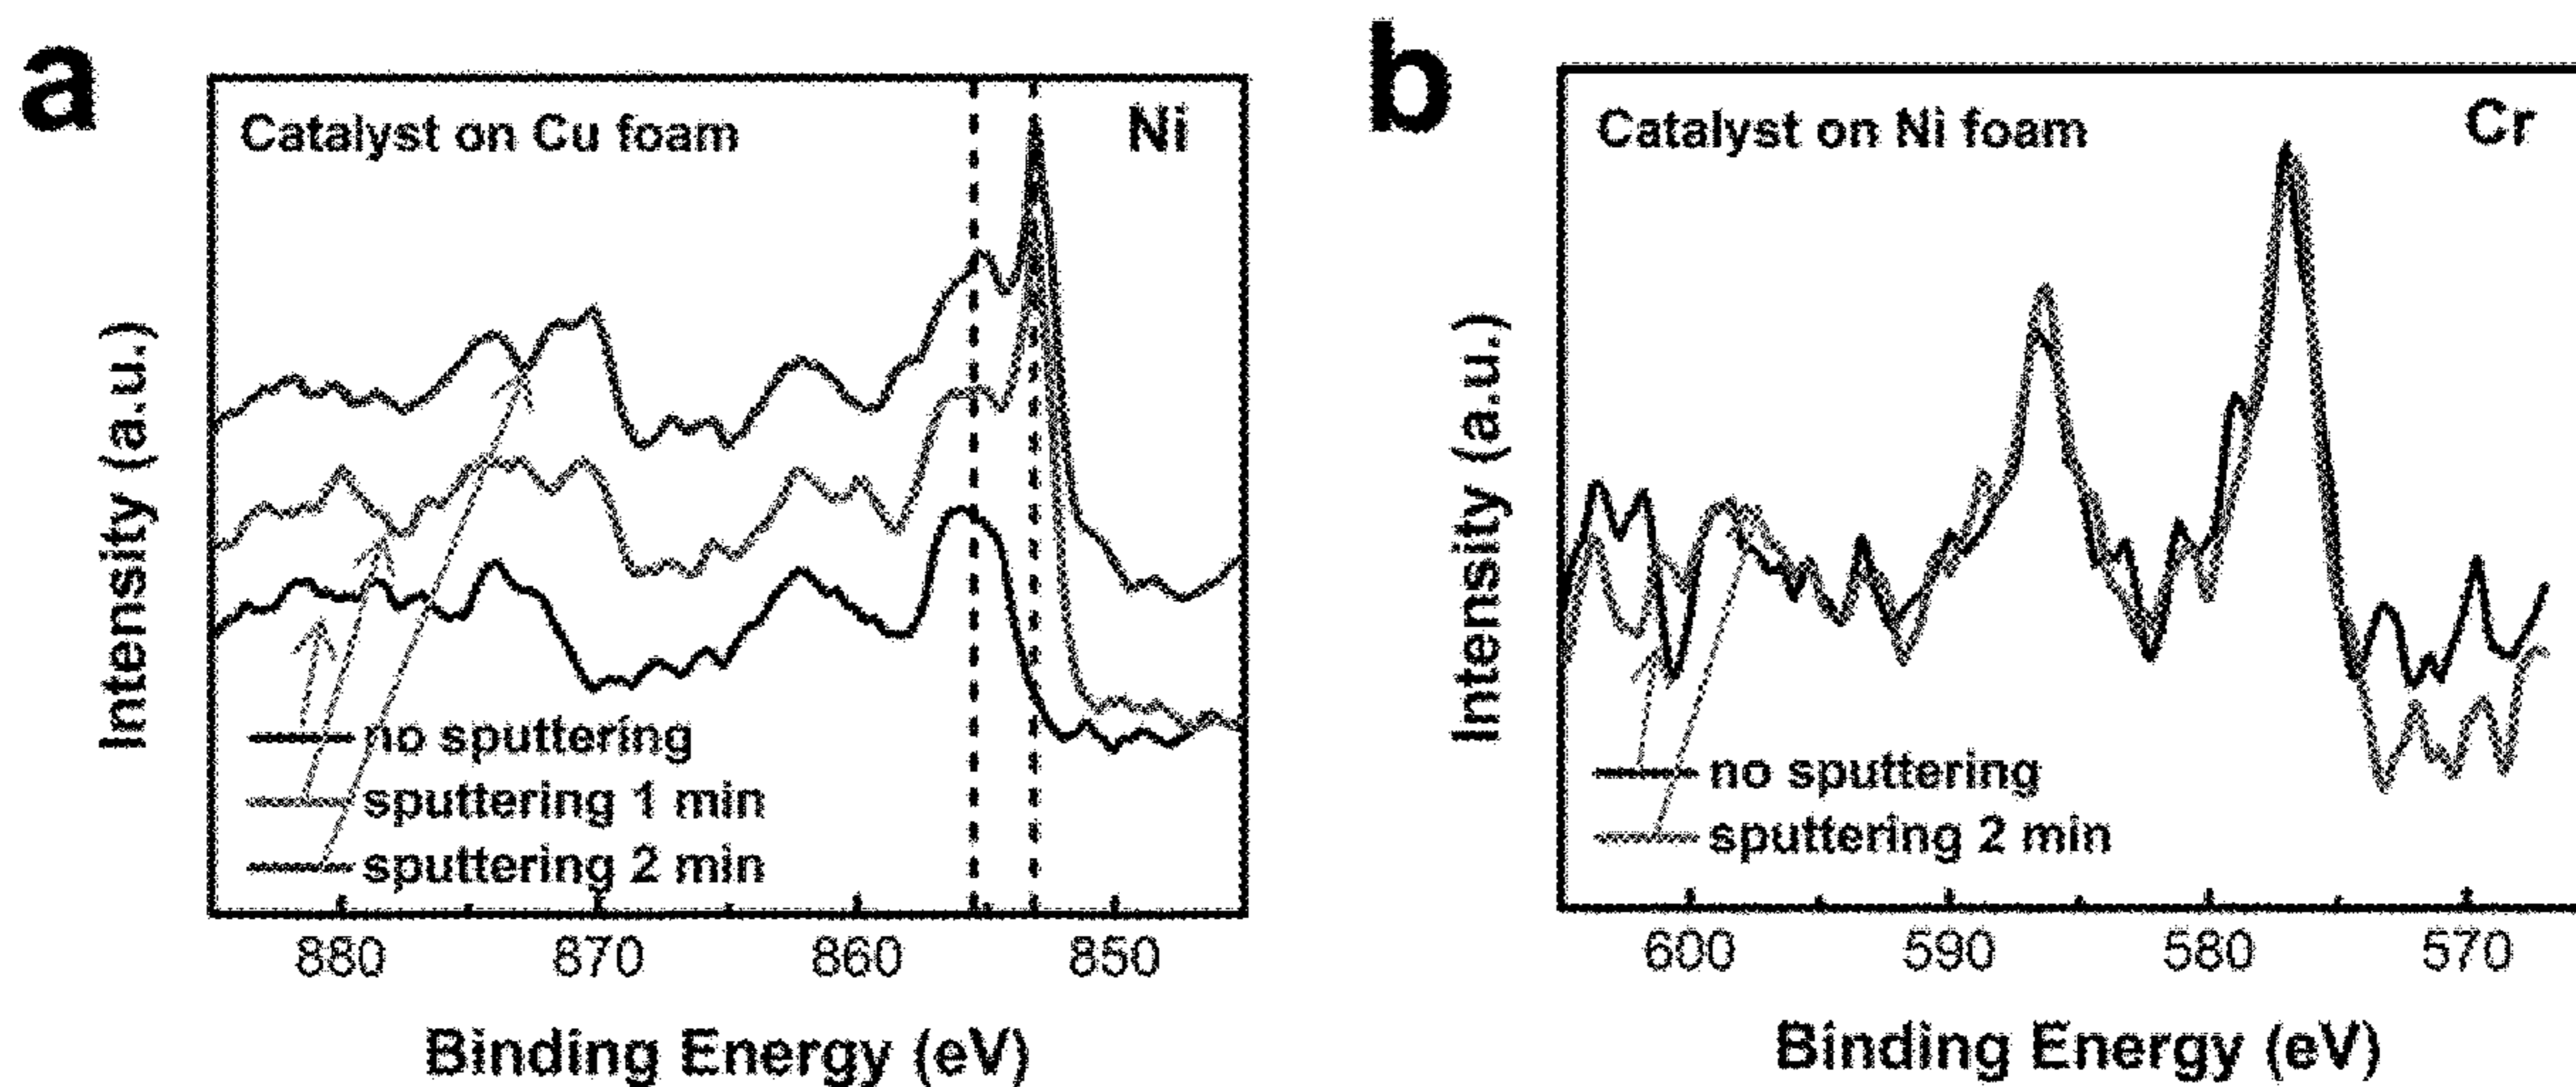 a
Catalyst on Cu foam
Ni
Intensity (a.u.)
no sputtering
sputtering 1 min
sputtering 2 min
880 870 860 850
Binding Energy (eV)
b
Catalyst on Ni foam
Cr
Intensity (a.u.)
no sputtering
sputtering 2 min
600 590 580 570
Binding Energy (eV)